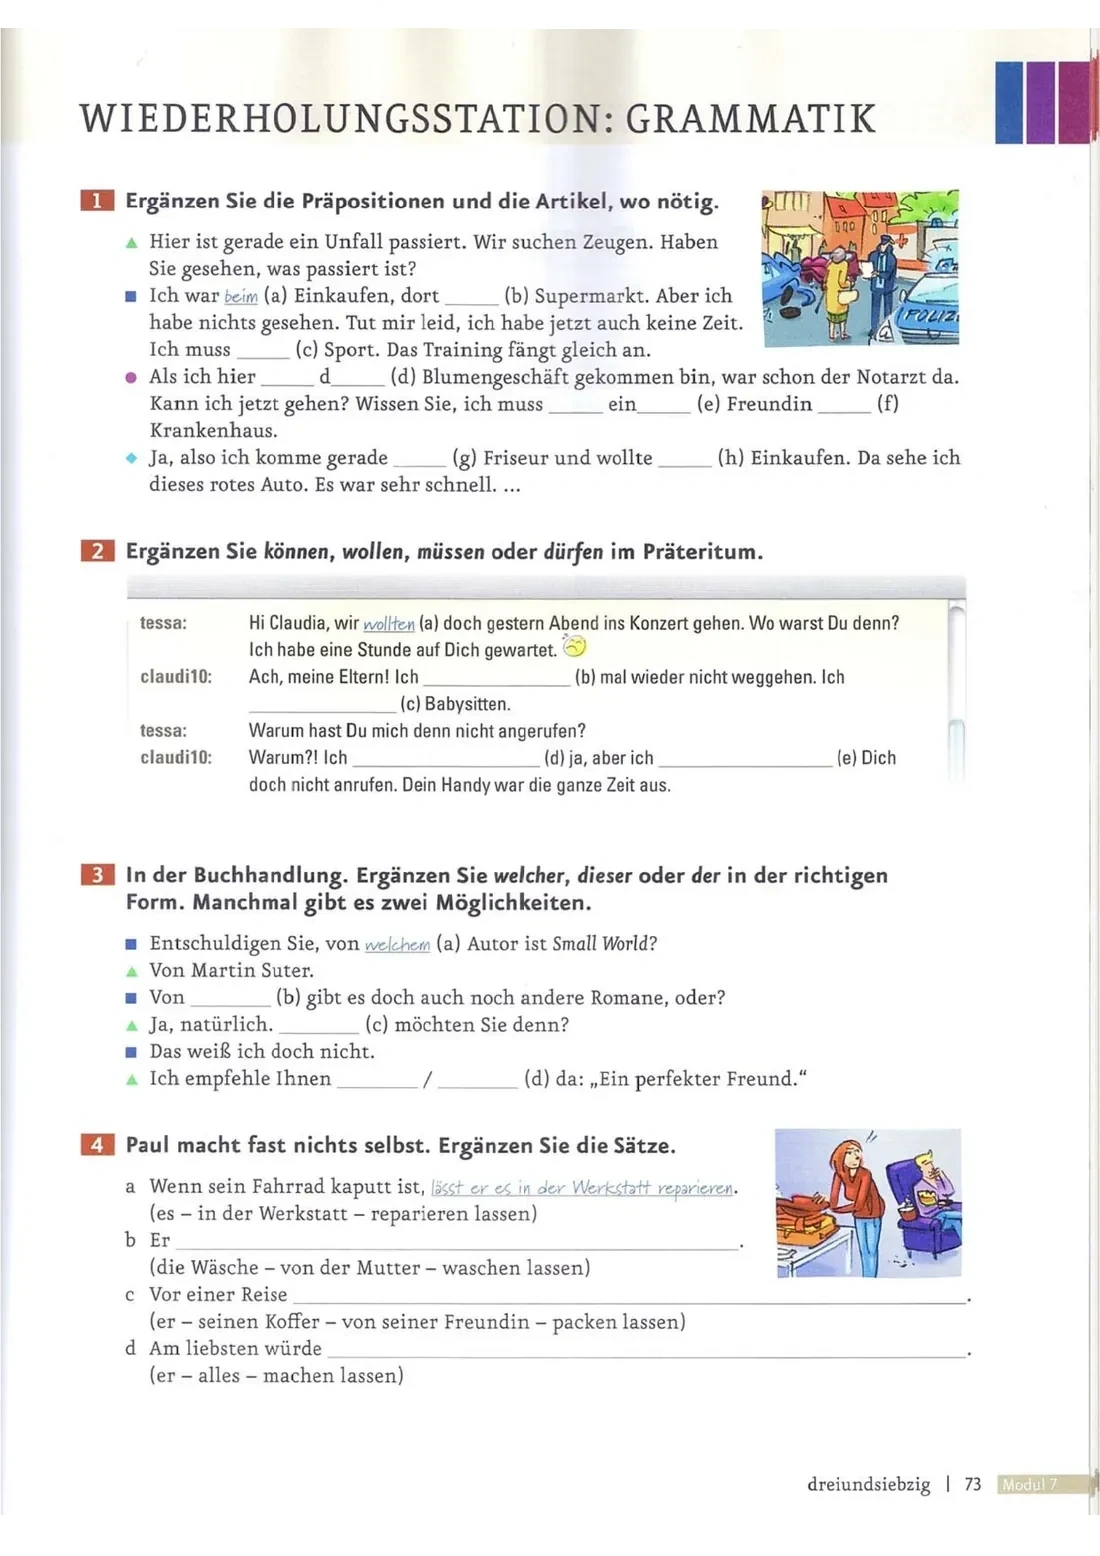 WIEDERHOLUNGSSTATION: GRAMMATIK
1 Ergänzen Sie die Präpositionen und die Artikel, wo nötig.
▲ Hier ist gerade ein Unfall passiert. Wir suchen Zeugen. Haben
Sie gesehen, was passiert ist?
■ Ich war beim (a) Einkaufen, dort _____ (b) Supermarkt. Aber ich
habe nichts gesehen. Tut mir leid, ich habe jetzt auch keine Zeit.
Ich muss _____ (c) Sport. Das Training fängt gleich an.
● Als ich hier _____ d_____ (d) Blumengeschäft gekommen bin, war schon der Notarzt da.
Kann ich jetzt gehen? Wissen Sie, ich muss _____ ein_____ (e) Freundin _____ (f)
Krankenhaus.
◆ Ja, also ich komme gerade _____ (g) Friseur und wollte _____ (h) Einkaufen. Da sehe ich
dieses rotes Auto. Es war sehr schnell. ...
POLIZ
2 Ergänzen Sie können, wollen, müssen oder dürfen im Präteritum.
tessa: Hi Claudia, wir wollten (a) doch gestern Abend ins Konzert gehen. Wo warst Du denn?
Ich habe eine Stunde auf Dich gewartet.
claudi10: Ach, meine Eltern! Ich _______________ (b) mal wieder nicht weggehen. Ich
_______________ (c) Babysitten.
tessa: Warum hast Du mich denn nicht angerufen?
claudi10: Warum?! Ich ___________________ (d) ja, aber ich __________________ (e) Dich
doch nicht anrufen. Dein Handy war die ganze Zeit aus.
3 In der Buchhandlung. Ergänzen Sie welcher, dieser oder der in der richtigen
Form. Manchmal gibt es zwei Möglichkeiten.
■ Entschuldigen Sie, von welchem (a) Autor ist Small World?
▲ Von Martin Suter.
■ Von ________ (b) gibt es doch auch noch andere Romane, oder?
▲ Ja, natürlich. ________ (c) möchten Sie denn?
■ Das weiß ich doch nicht.
▲ Ich empfehle Ihnen ________ / ________ (d) da: „Ein perfekter Freund.“
4 Paul macht fast nichts selbst. Ergänzen Sie die Sätze.
a Wenn sein Fahrrad kaputt ist, lässt er es in der Werkstatt reparieren.
(es – in der Werkstatt – reparieren lassen)
b Er ____________________________________________.
(die Wäsche – von der Mutter – waschen lassen)
c Vor einer Reise ____________________________________________.
(er – seinen Koffer – von seiner Freundin – packen lassen)
d Am liebsten würde ____________________________________________.
(er – alles – machen lassen)
dreiundsiebzig | 73 Modul 7